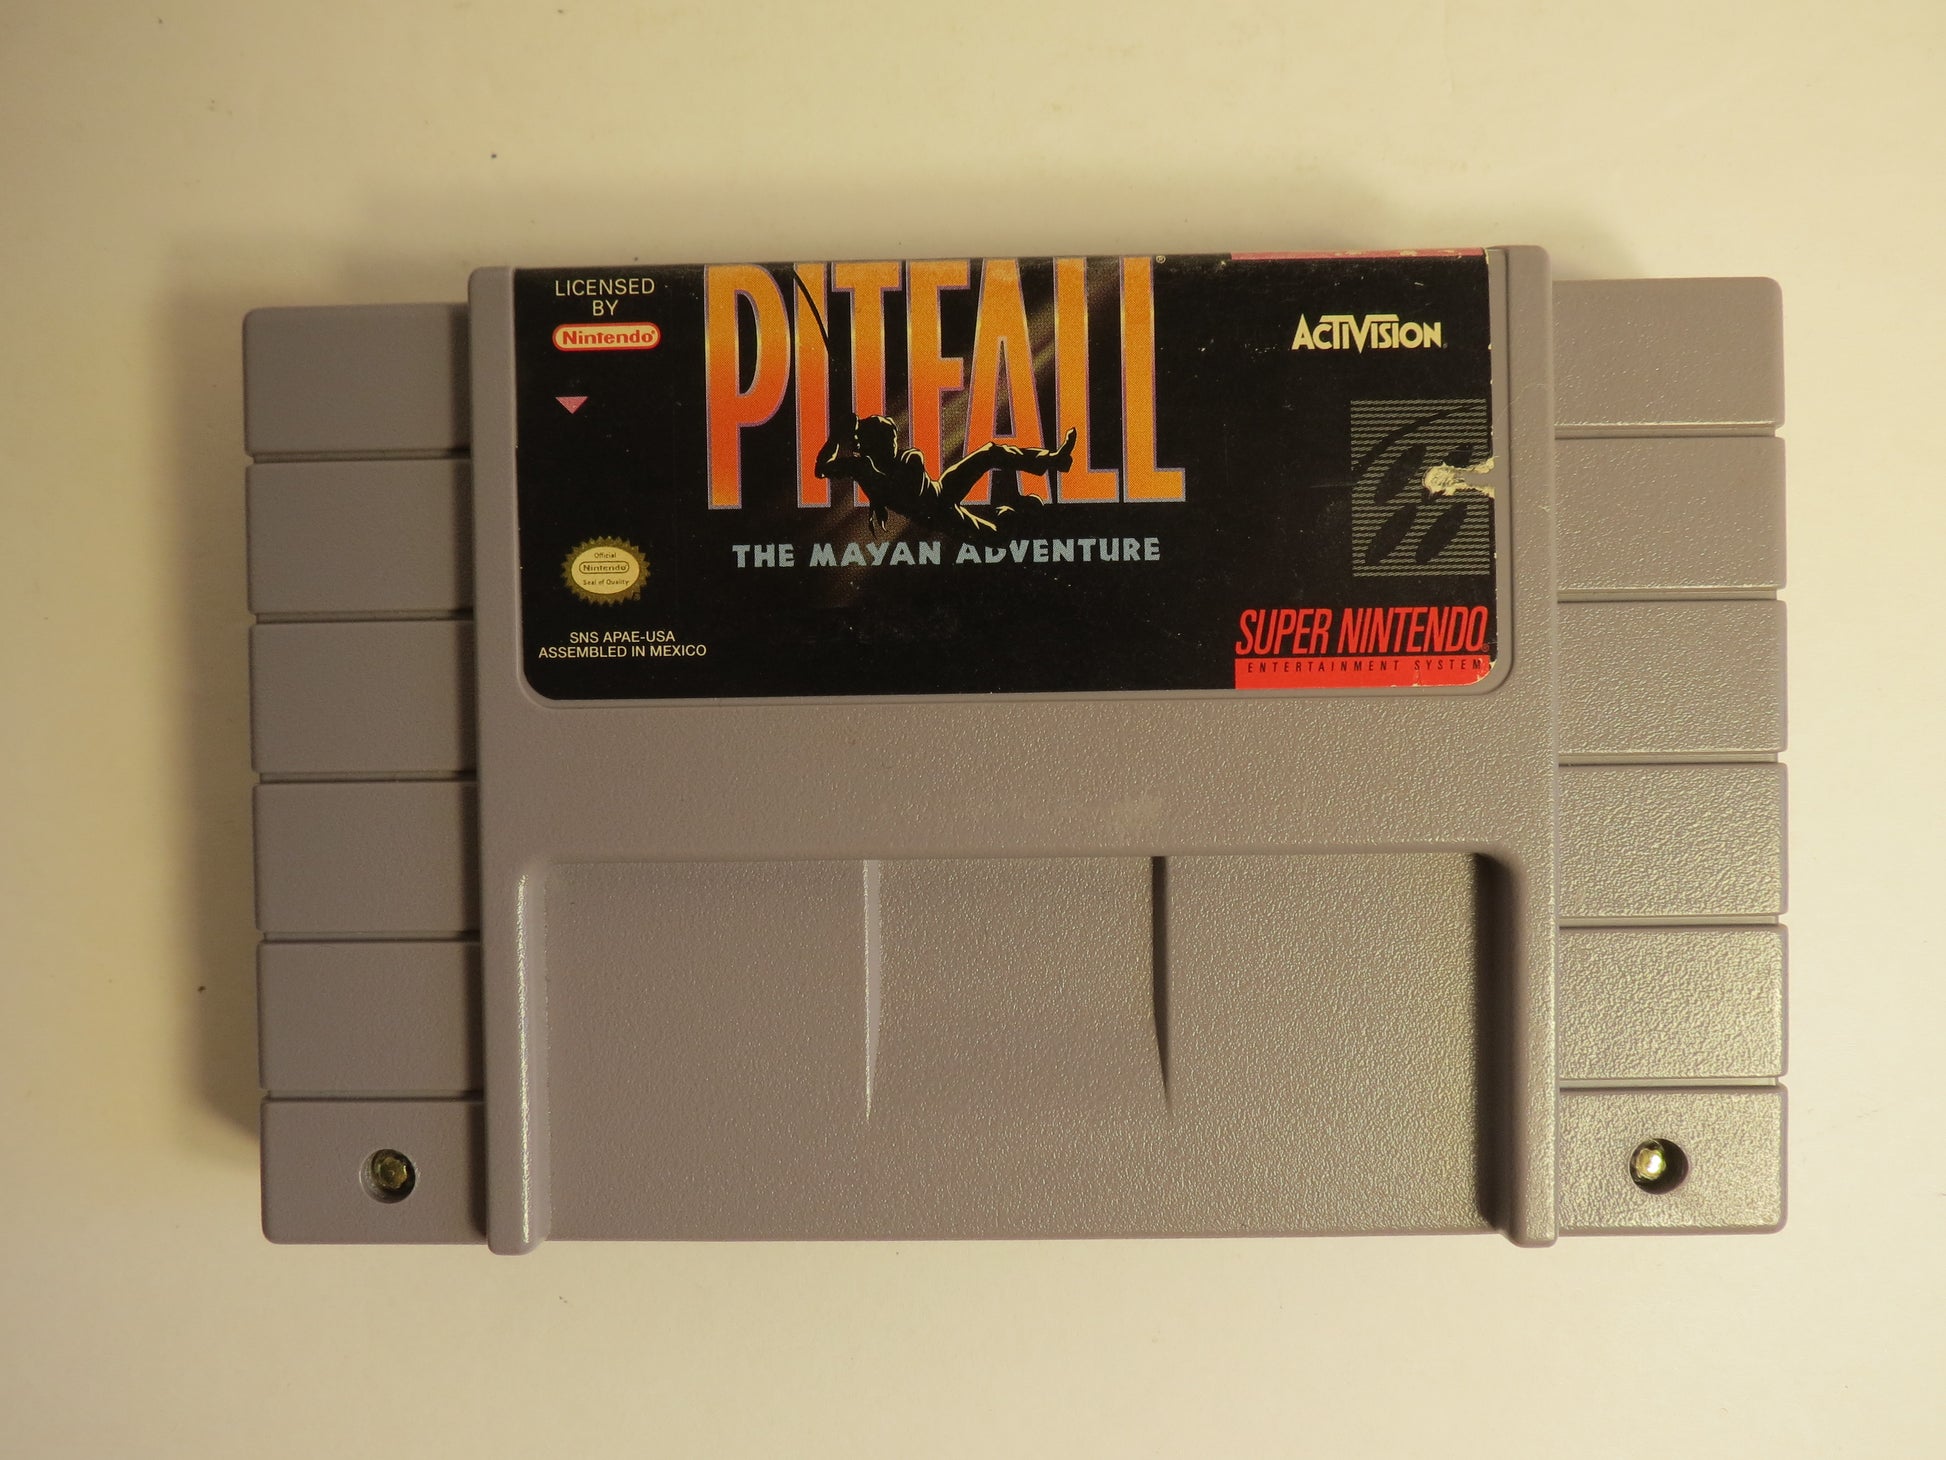 LICENSED
BY
Nintendo®
PITFALL®
THE MAYAN ADVENTURE
ACTIVISION®
Official
Nintendo
Seal of Quality
SNS APAE-USA
ASSEMBLED IN MEXICO
SUPER NINTENDO®
ENTERTAINMENT SYSTEM